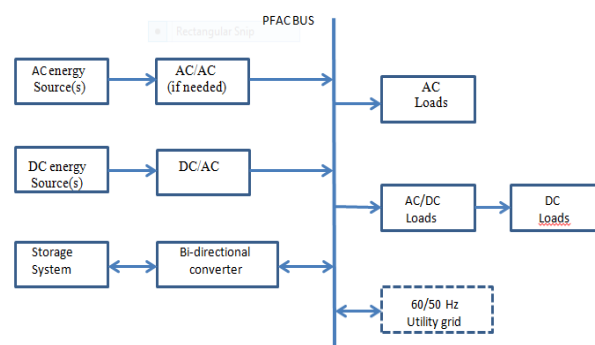 PFAC BUS
Rectangular Snip
AC energy
Source(s)
AC/AC
(if needed)
AC
Loads
DC energy
Source(s)
DC/AC
AC/DC
Loads
DC
Loads
Storage
System
Bi-directional
converter
60/50 Hz
Utility grid